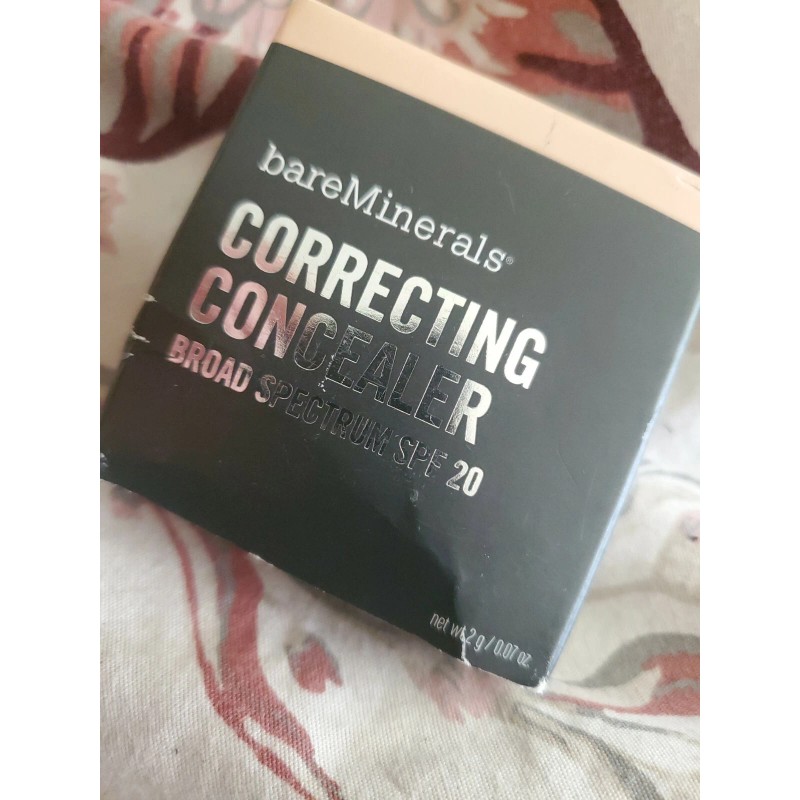 bareMinerals®
CORRECTING
CONCEALER
BROAD SPECTRUM SPF 20
net wt. 2 g / 0.07 oz.